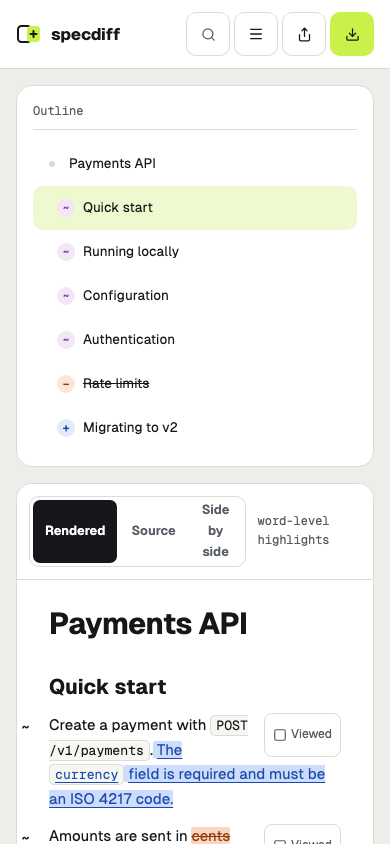 specdiff
Outline
Payments API
~ Quick start
~ Running locally
~ Configuration
~ Authentication
− Rate limits
+ Migrating to v2
Rendered
Source
Side
by
side
word-level
highlights
Payments API
Quick start
~ Create a payment with POST
/v1/payments. The
currency field is required and must be
an ISO 4217 code.
Viewed
~ Amounts are sent in cents
Viewed